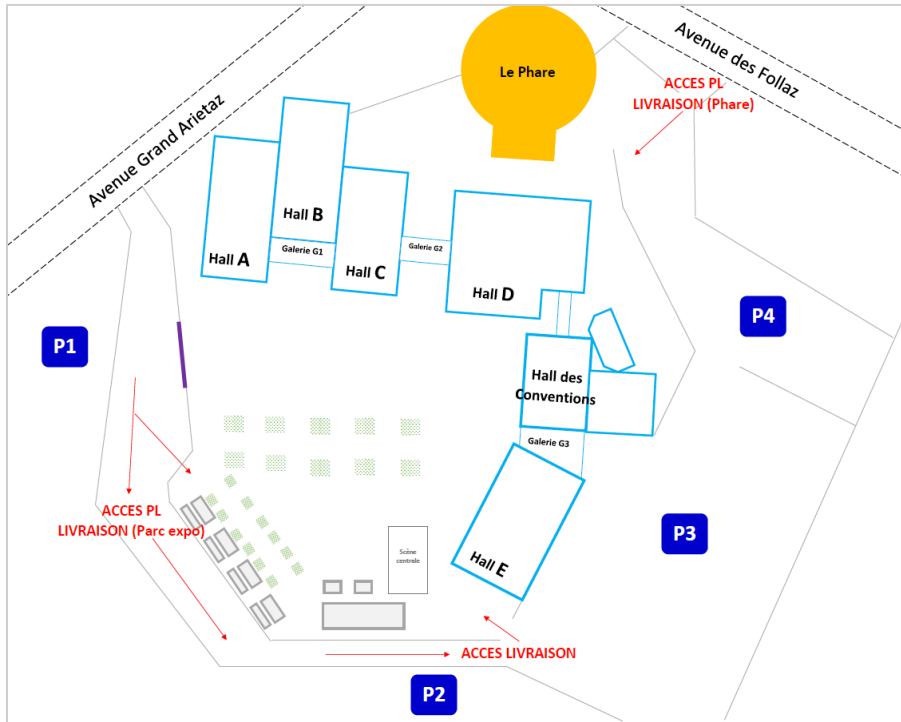 Le Phare
Avenue des Follaz
ACCES PL
LIVRAISON (Phare)
Avenue Grand Arietaz
Hall B
Galerie G1
Galerie G2
Hall A
Hall C
Hall D
P4
P1
Hall des
Conventions
Galerie G3
ACCES PL
LIVRAISON (Parc expo)
P3
Scène
centrale
Hall E
ACCES LIVRAISON
P2